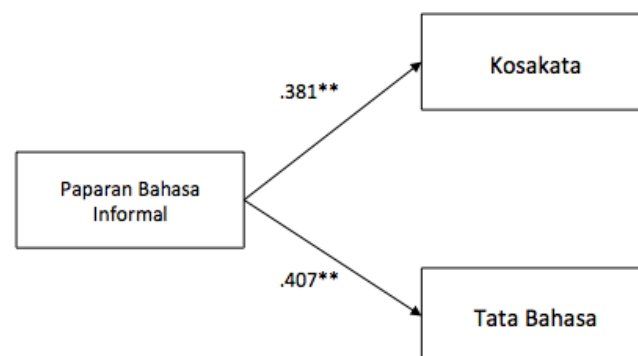 Kosakata
.381**
Paparan Bahasa
Informal
.407**
Tata Bahasa